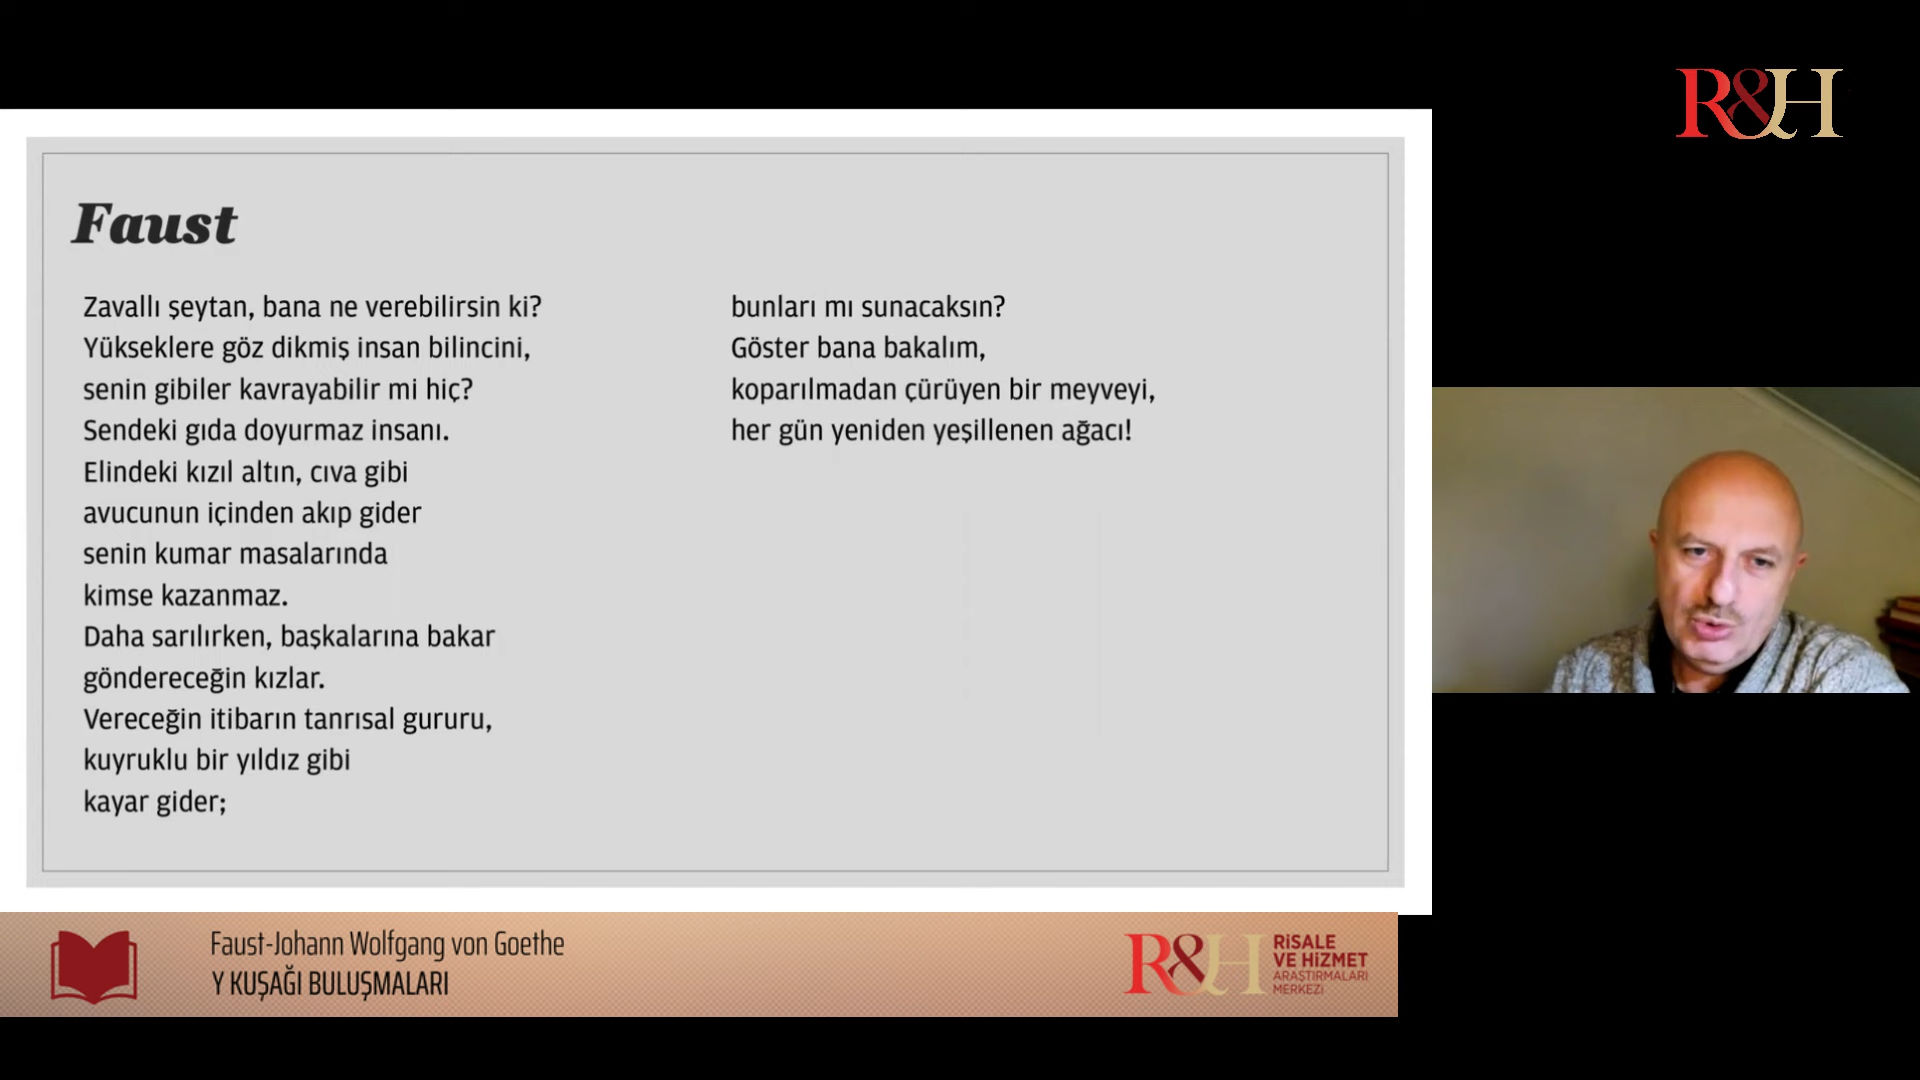 R&H
Faust
Zavallı şeytan, bana ne verebilirsin ki?
Yükseklere göz dikmiş insan bilincini,
senin gibiler kavrayabilir mi hiç?
Sendeki gıda doyurmaz insanı.
Elindeki kızıl altın, cıva gibi
avucunun içinden akıp gider
senin kumar masalarında
kimse kazanmaz.
Daha sarılırken, başkalarına bakar
göndereceğin kızlar.
Vereceğin itibarın tanrısal gururu,
kuyruklu bir yıldız gibi
kayar gider;
bunları mı sunacaksın?
Göster bana bakalım,
koparılmadan çürüyen bir meyveyi,
her gün yeniden yeşillenen ağacı!
Faust-Johann Wolfgang von Goethe
Y KUŞAĞI BULUŞMALARI
R&H
RİSALE
VE HİZMET
ARAŞTIRMALARI
MERKEZİ